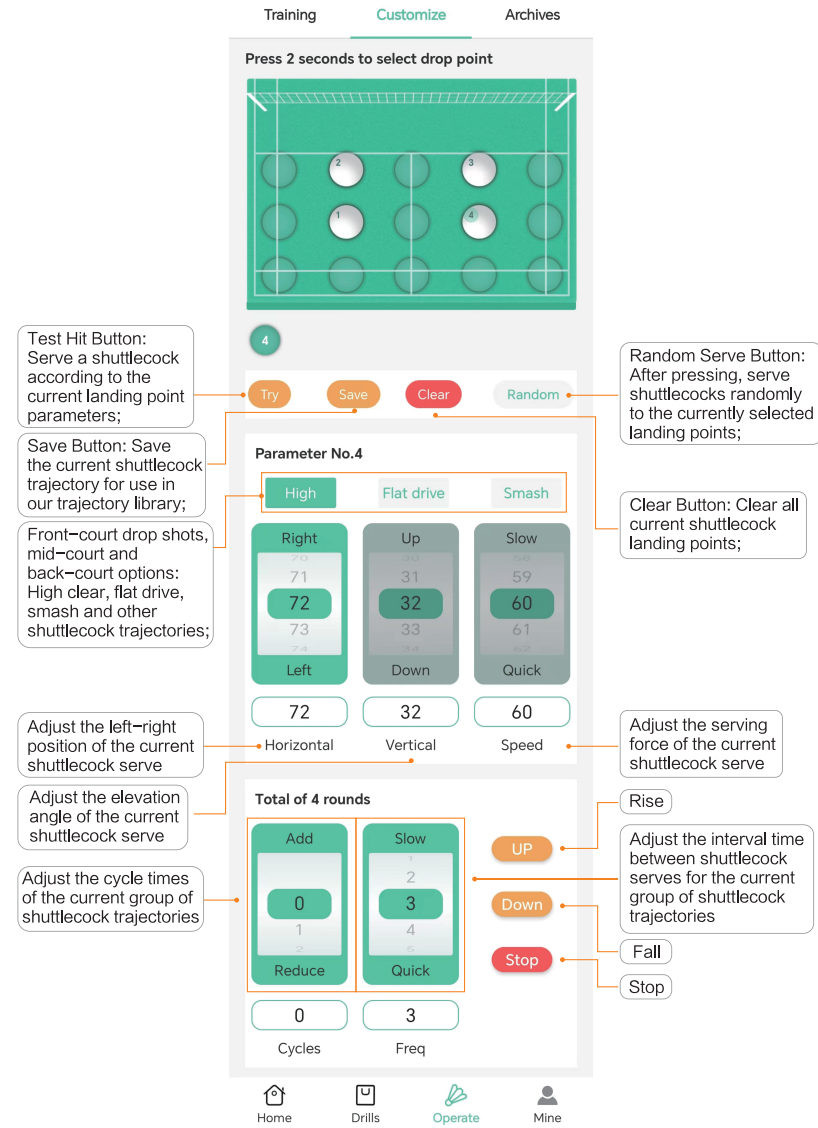 Training
Customize
Archives
Press 2 seconds to select drop point
2
3
1
4
4
Test Hit Button:
Serve a shuttlecock
according to the
current landing point
parameters;
Random Serve Button:
After pressing, serve
shuttlecocks randomly
to the currently selected
landing points;
Try
Save
Clear
Random
Save Button: Save
the current shuttlecock
trajectory for use in
our trajectory library;
Clear Button: Clear all
current shuttlecock
landing points;
Parameter No.4
High
Flat drive
Smash
Front-court drop shots,
mid-court and
back-court options:
High clear, flat drive,
smash and other
shuttlecock trajectories;
Right
70
71
72
73
74
Left
Up
30
31
32
33
34
Down
Slow
58
59
60
61
62
Quick
72
32
60
Horizontal
Vertical
Speed
Adjust the left-right
position of the current
shuttlecock serve
Adjust the serving
force of the current
shuttlecock serve
Adjust the elevation
angle of the current
shuttlecock serve
Total of 4 rounds
Add
0
1
2
Reduce
Slow
1
2
3
4
5
Quick
UP
Down
Stop
Rise
Adjust the interval time
between shuttlecock
serves for the current
group of shuttlecock
trajectories
Fall
Stop
Adjust the cycle times
of the current group of
shuttlecock trajectories
0
3
Cycles
Freq
Home
Drills
Operate
Mine